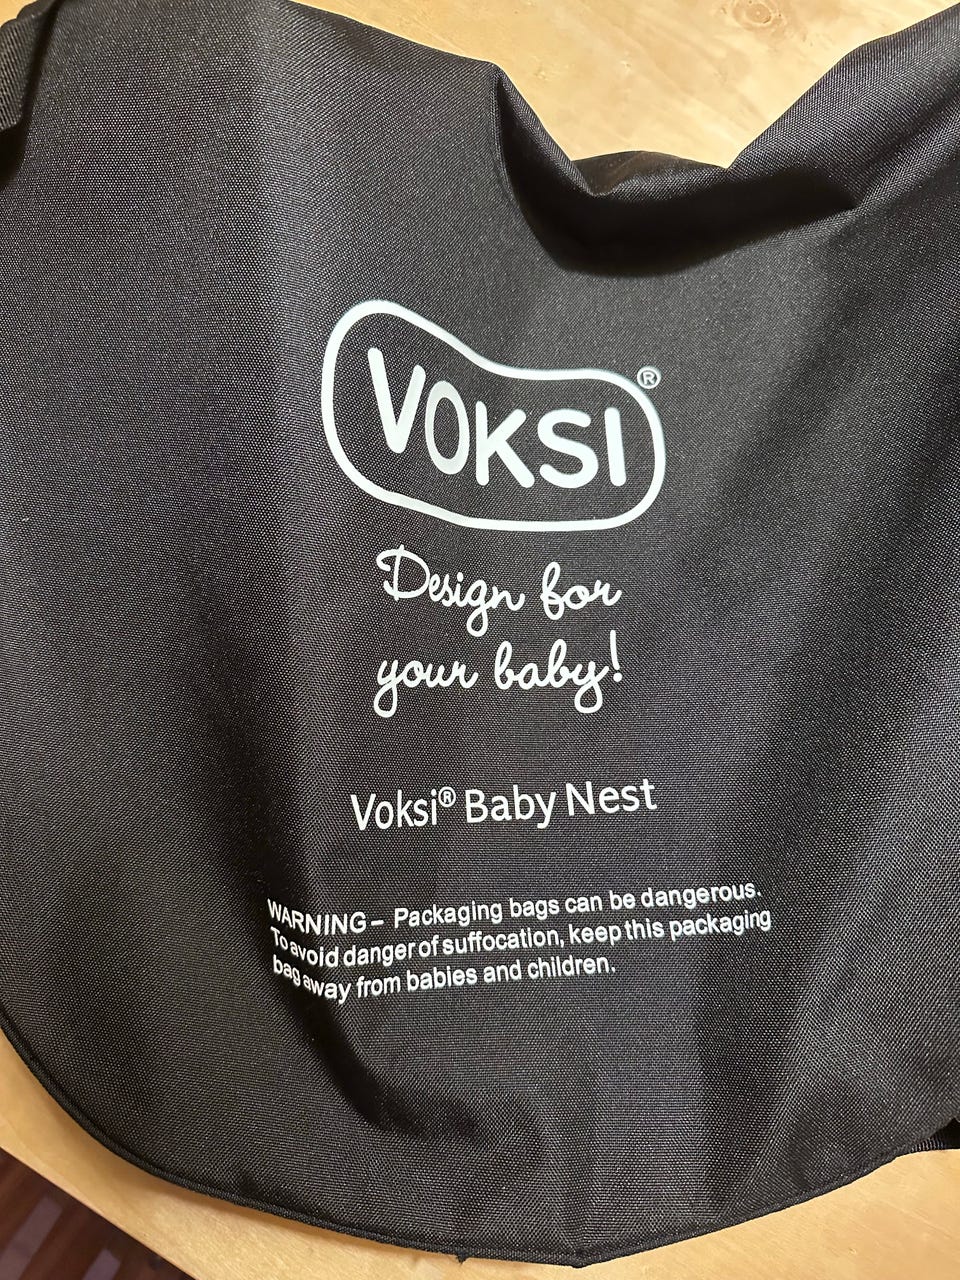 VOKSI®
Design for
your baby!
Voksi® Baby Nest
WARNING – Packaging bags can be dangerous.
To avoid danger of suffocation, keep this packaging
bag away from babies and children.